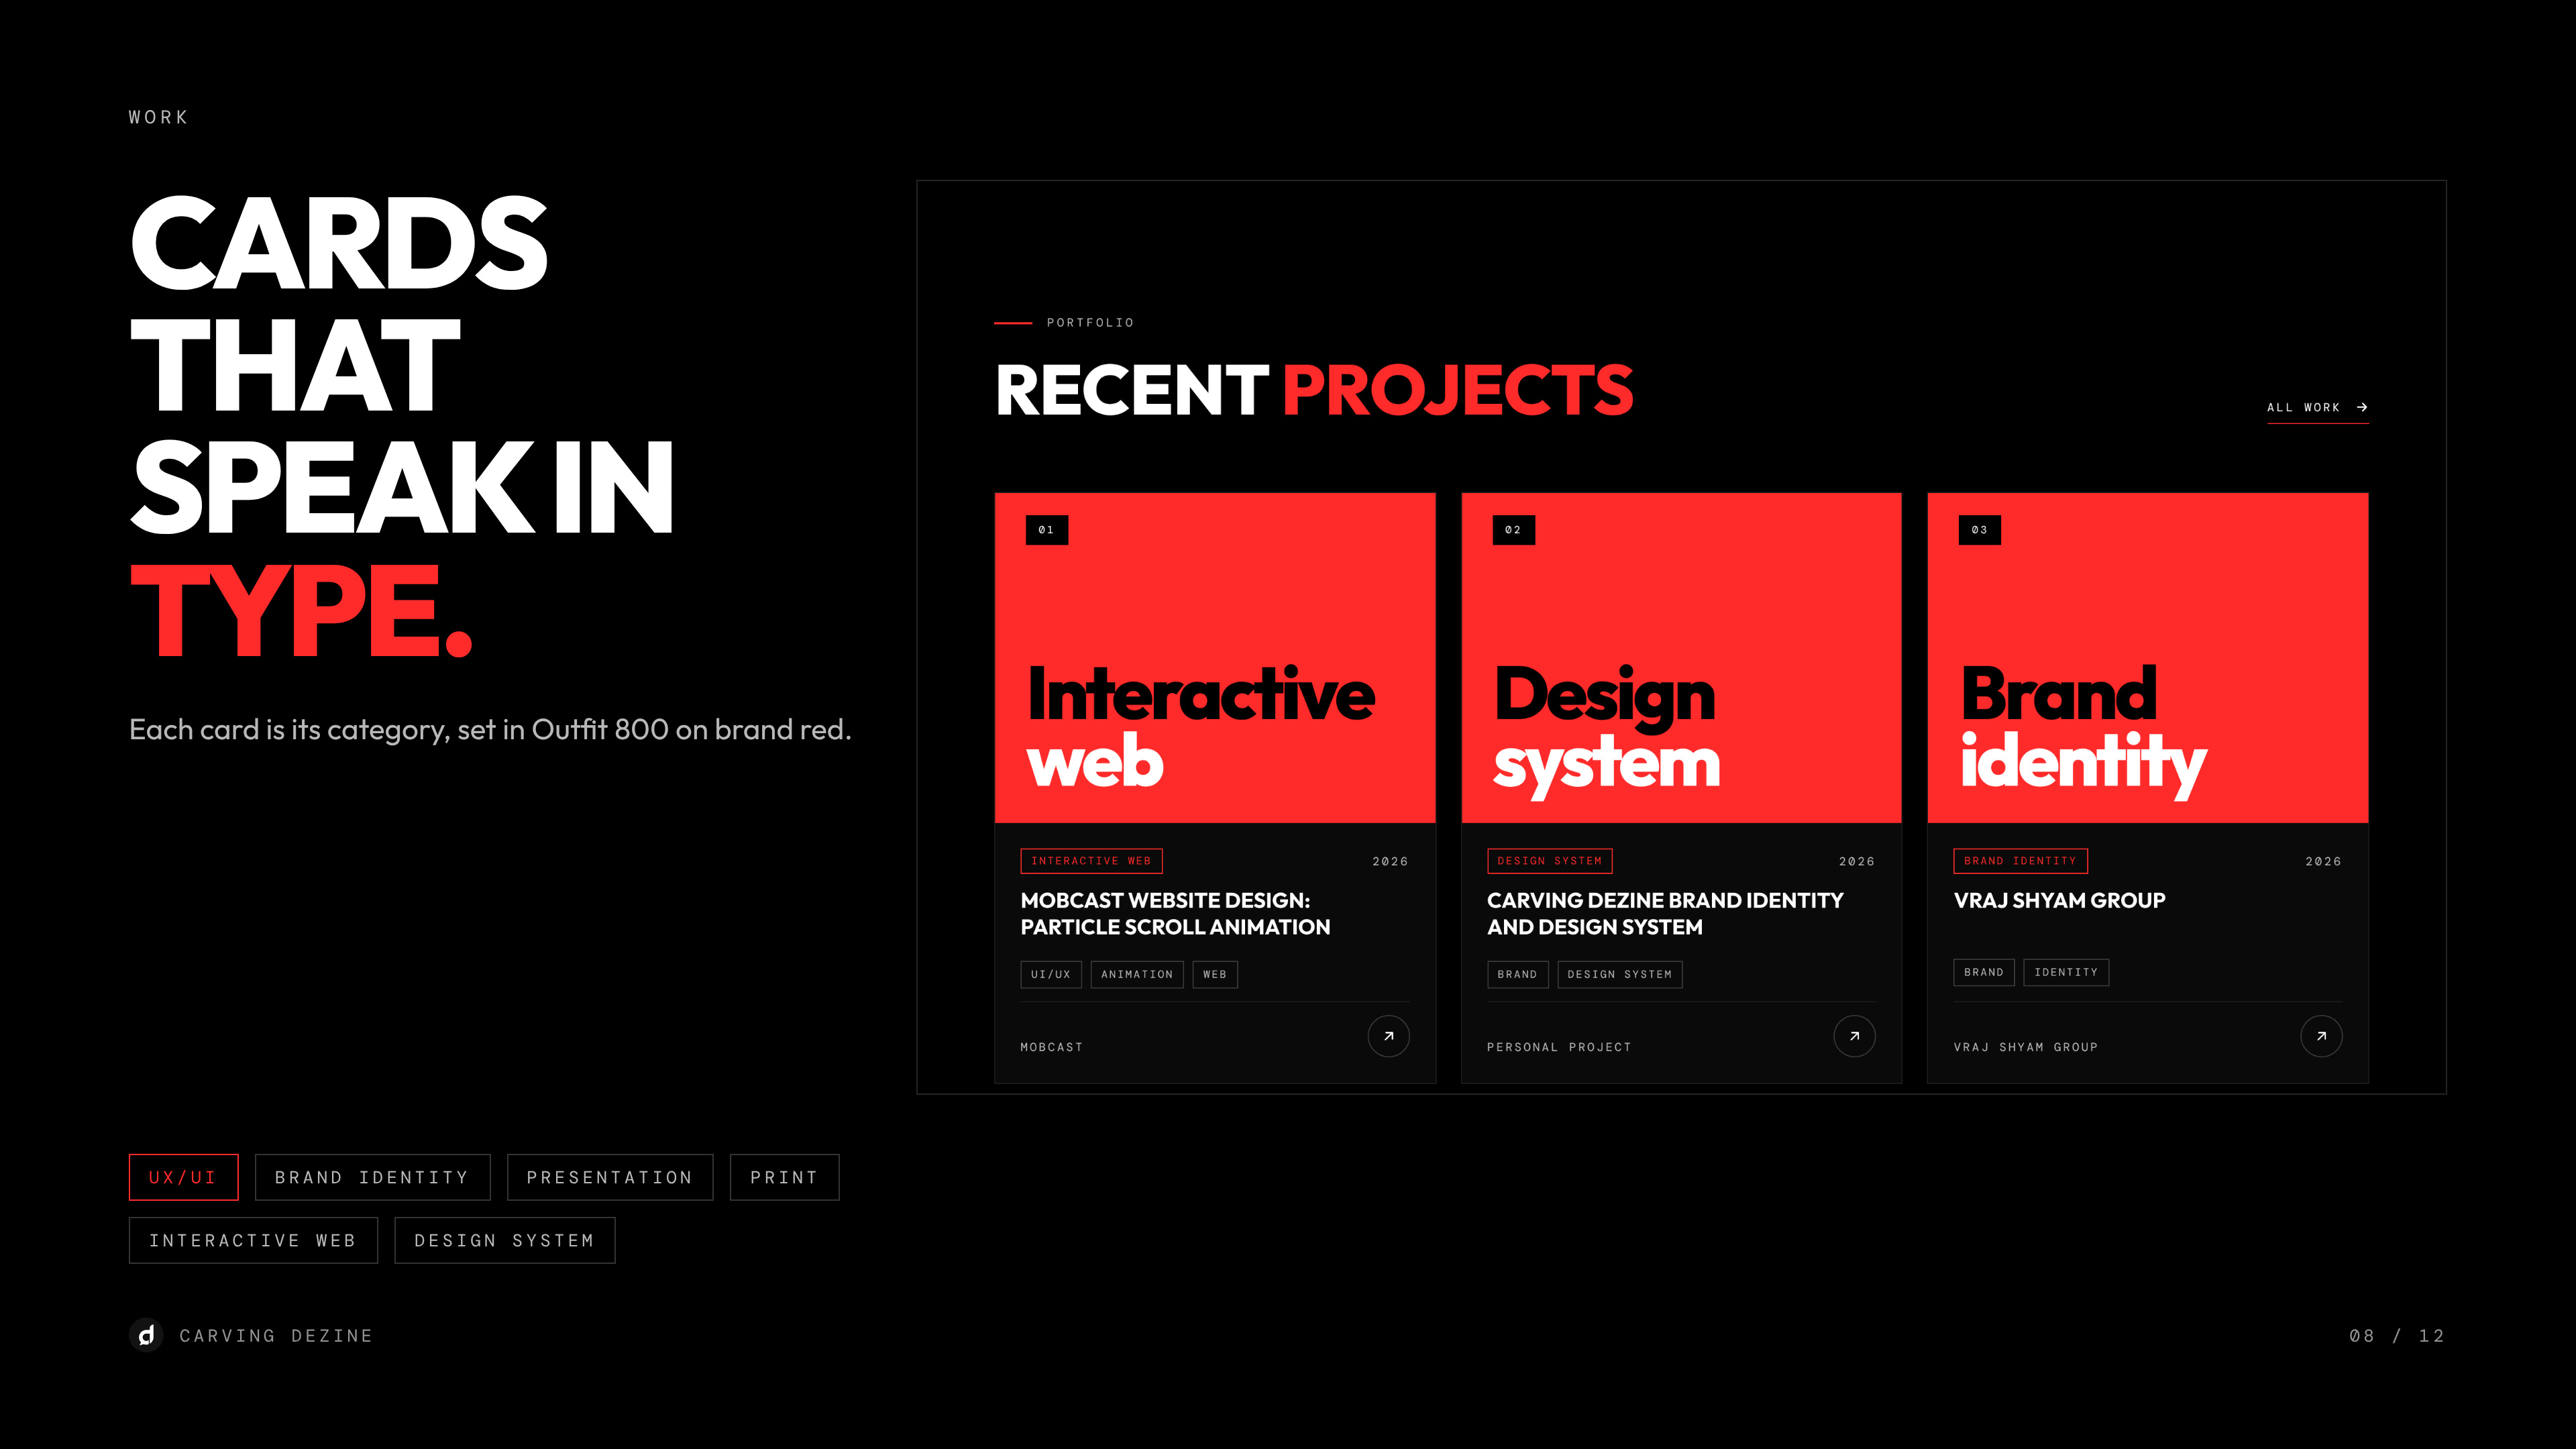 WORK
CARDS
THAT
SPEAK IN
TYPE.
Each card is its category, set in Outfit 800 on brand red.
PORTFOLIO
RECENT PROJECTS
ALL WORK →
01
Interactive
web
INTERACTIVE WEB 2026
MOBCAST WEBSITE DESIGN:
PARTICLE SCROLL ANIMATION
UI/UX ANIMATION WEB
MOBCAST
02
Design
system
DESIGN SYSTEM 2026
CARVING DEZINE BRAND IDENTITY
AND DESIGN SYSTEM
BRAND DESIGN SYSTEM
PERSONAL PROJECT
03
Brand
identity
BRAND IDENTITY 2026
VRAJ SHYAM GROUP
BRAND IDENTITY
VRAJ SHYAM GROUP
UX/UI BRAND IDENTITY PRESENTATION PRINT
INTERACTIVE WEB DESIGN SYSTEM
CARVING DEZINE
08 / 12